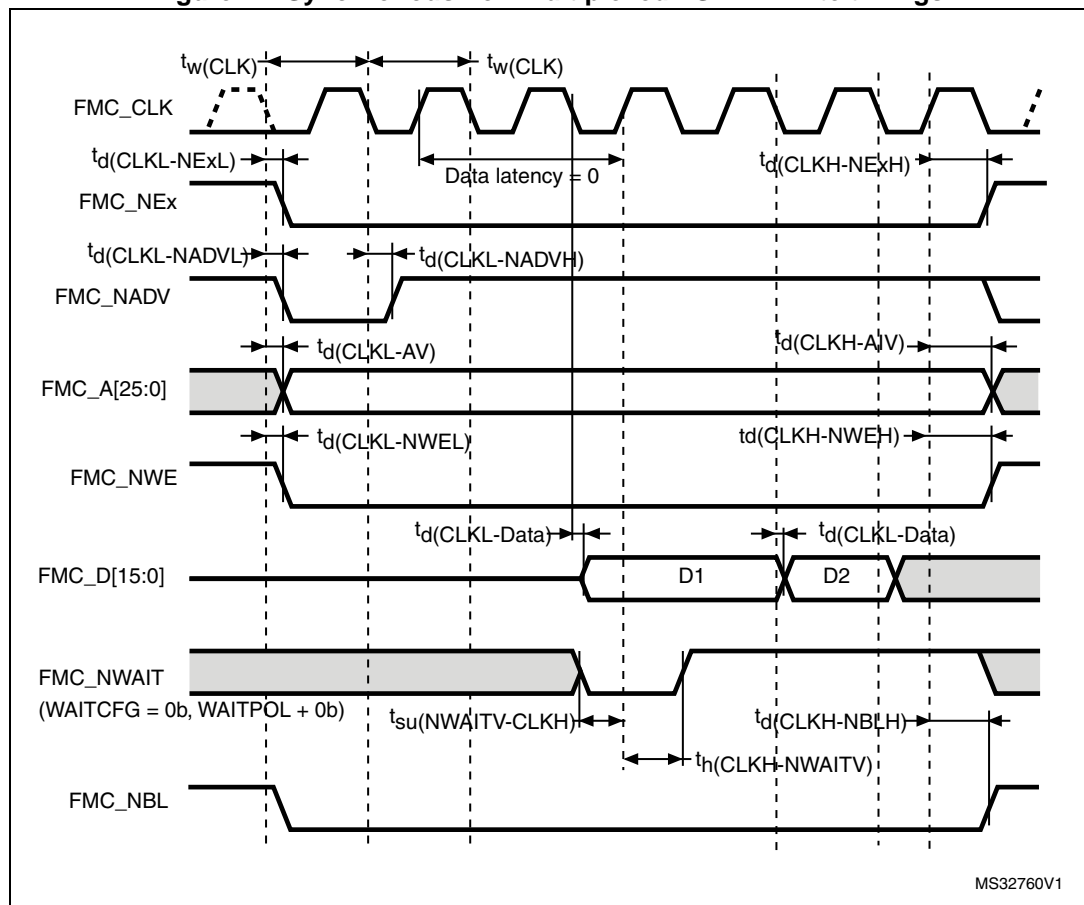 tw(CLK)
tw(CLK)
FMC_CLK
td(CLKL-NExL)
Data latency = 0
td(CLKH-NExH)
FMC_NEx
td(CLKL-NADVL)
td(CLKL-NADVH)
FMC_NADV
td(CLKL-AV)
td(CLKH-AIV)
FMC_A[25:0]
td(CLKL-NWEL)
td(CLKH-NWEH)
FMC_NWE
td(CLKL-Data)
td(CLKL-Data)
FMC_D[15:0]
D1
D2
FMC_NWAIT
(WAITCFG = 0b, WAITPOL + 0b)
tsu(NWAITV-CLKH)
td(CLKH-NBLH)
th(CLKH-NWAITV)
FMC_NBL
MS32760V1